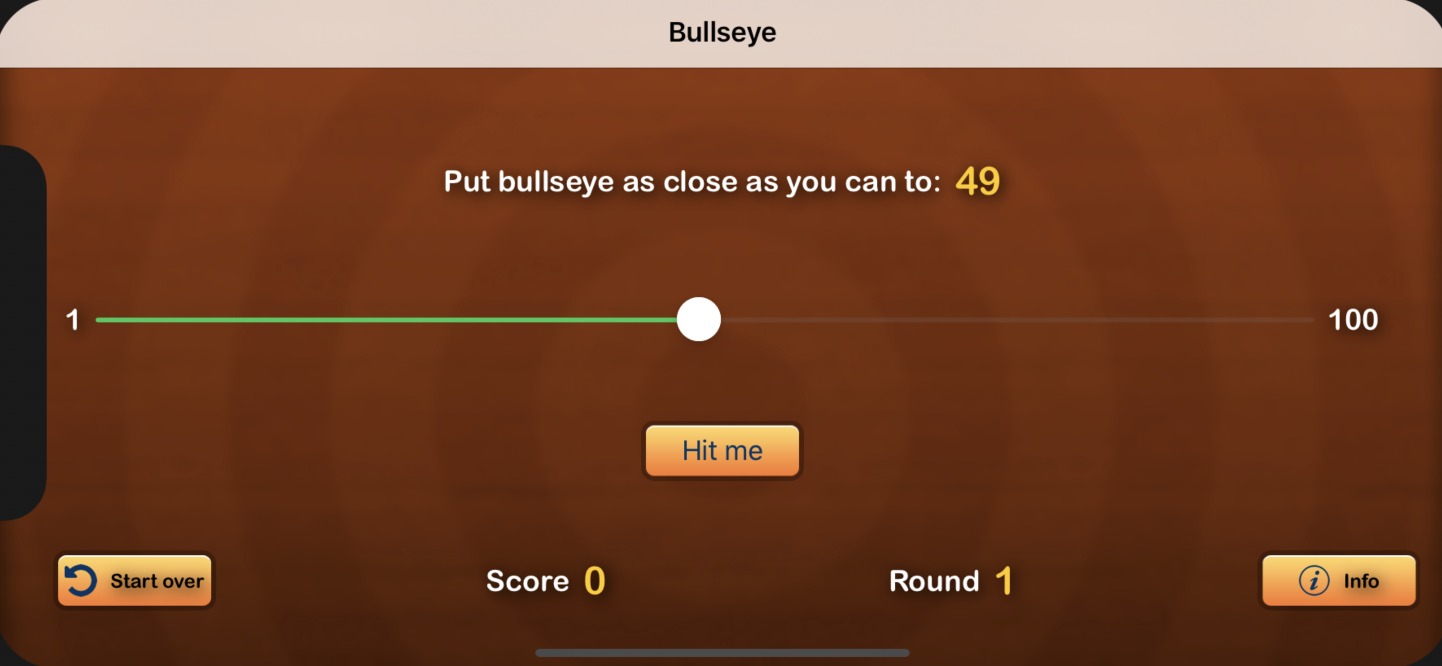 Bullseye
Put bullseye as close as you can to: 49
1 100
Hit me
Start over Score 0 Round 1 Info